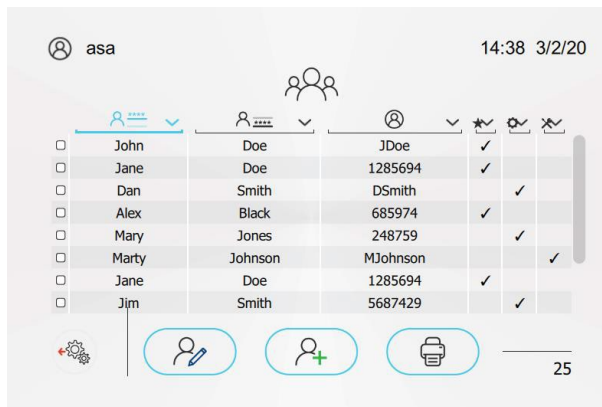 asa 14:38 3/2/20
John Doe JDoe ✓
Jane Doe 1285694 ✓
Dan Smith DSmith ✓
Alex Black 685974 ✓
Mary Jones 248759 ✓
Marty Johnson MJohnson ✓
Jane Doe 1285694 ✓
Jim Smith 5687429 ✓
25